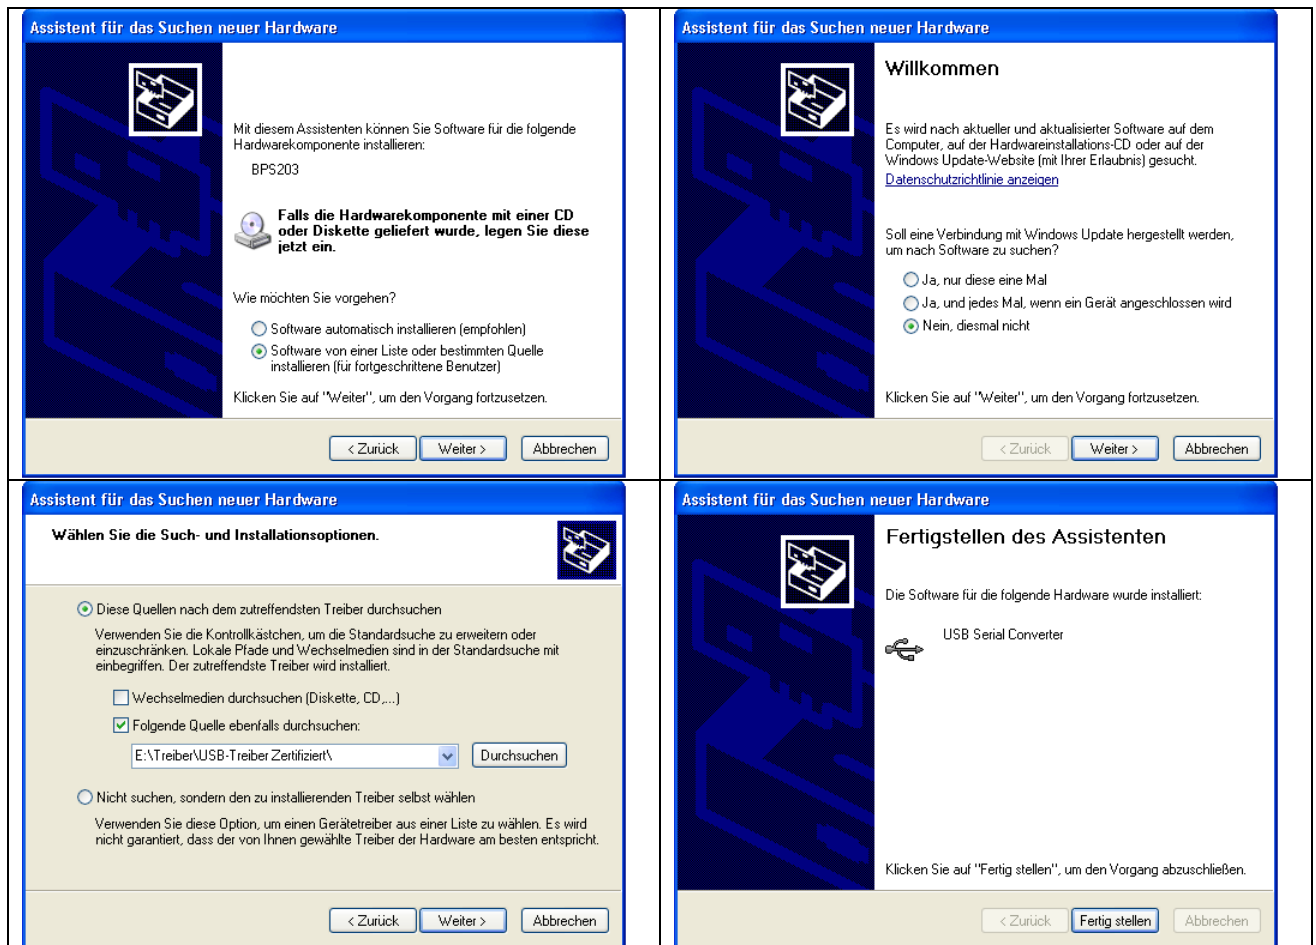 Assistent für das Suchen neuer Hardware
Mit diesem Assistenten können Sie Software für die folgende
Hardwarekomponente installieren:
BPS203
Falls die Hardwarekomponente mit einer CD
oder Diskette geliefert wurde, legen Sie diese
jetzt ein.
Wie möchten Sie vorgehen?
Software automatisch installieren (empfohlen)
Software von einer Liste oder bestimmten Quelle
installieren (für fortgeschrittene Benutzer)
Klicken Sie auf "Weiter", um den Vorgang fortzusetzen.
< Zurück Weiter > Abbrechen
Assistent für das Suchen neuer Hardware
Willkommen
Es wird nach aktueller und aktualisierter Software auf dem
Computer, auf der Hardwareinstallations-CD oder auf der
Windows Update-Website (mit Ihrer Erlaubnis) gesucht.
Datenschutzrichtlinie anzeigen
Soll eine Verbindung mit Windows Update hergestellt werden,
um nach Software zu suchen?
Ja, nur diese eine Mal
Ja, und jedes Mal, wenn ein Gerät angeschlossen wird
Nein, diesmal nicht
Klicken Sie auf "Weiter", um den Vorgang fortzusetzen.
< Zurück Weiter > Abbrechen
Assistent für das Suchen neuer Hardware
Wählen Sie die Such- und Installationsoptionen.
Diese Quellen nach dem zutreffendsten Treiber durchsuchen
Verwenden Sie die Kontrollkästchen, um die Standardsuche zu erweitern oder
einzuschränken. Lokale Pfade und Wechselmedien sind in der Standardsuche mit
einbegriffen. Der zutreffendste Treiber wird installiert.
Wechselmedien durchsuchen (Diskette, CD,...)
Folgende Quelle ebenfalls durchsuchen:
E:\Treiber\USB-Treiber Zertifiziert\ Durchsuchen
Nicht suchen, sondern den zu installierenden Treiber selbst wählen
Verwenden Sie diese Option, um einen Gerätetreiber aus einer Liste zu wählen. Es wird
nicht garantiert, dass der von Ihnen gewählte Treiber der Hardware am besten entspricht.
< Zurück Weiter > Abbrechen
Assistent für das Suchen neuer Hardware
Fertigstellen des Assistenten
Die Software für die folgende Hardware wurde installiert:
USB Serial Converter
Klicken Sie auf "Fertig stellen", um den Vorgang abzuschließen.
< Zurück Fertig stellen Abbrechen